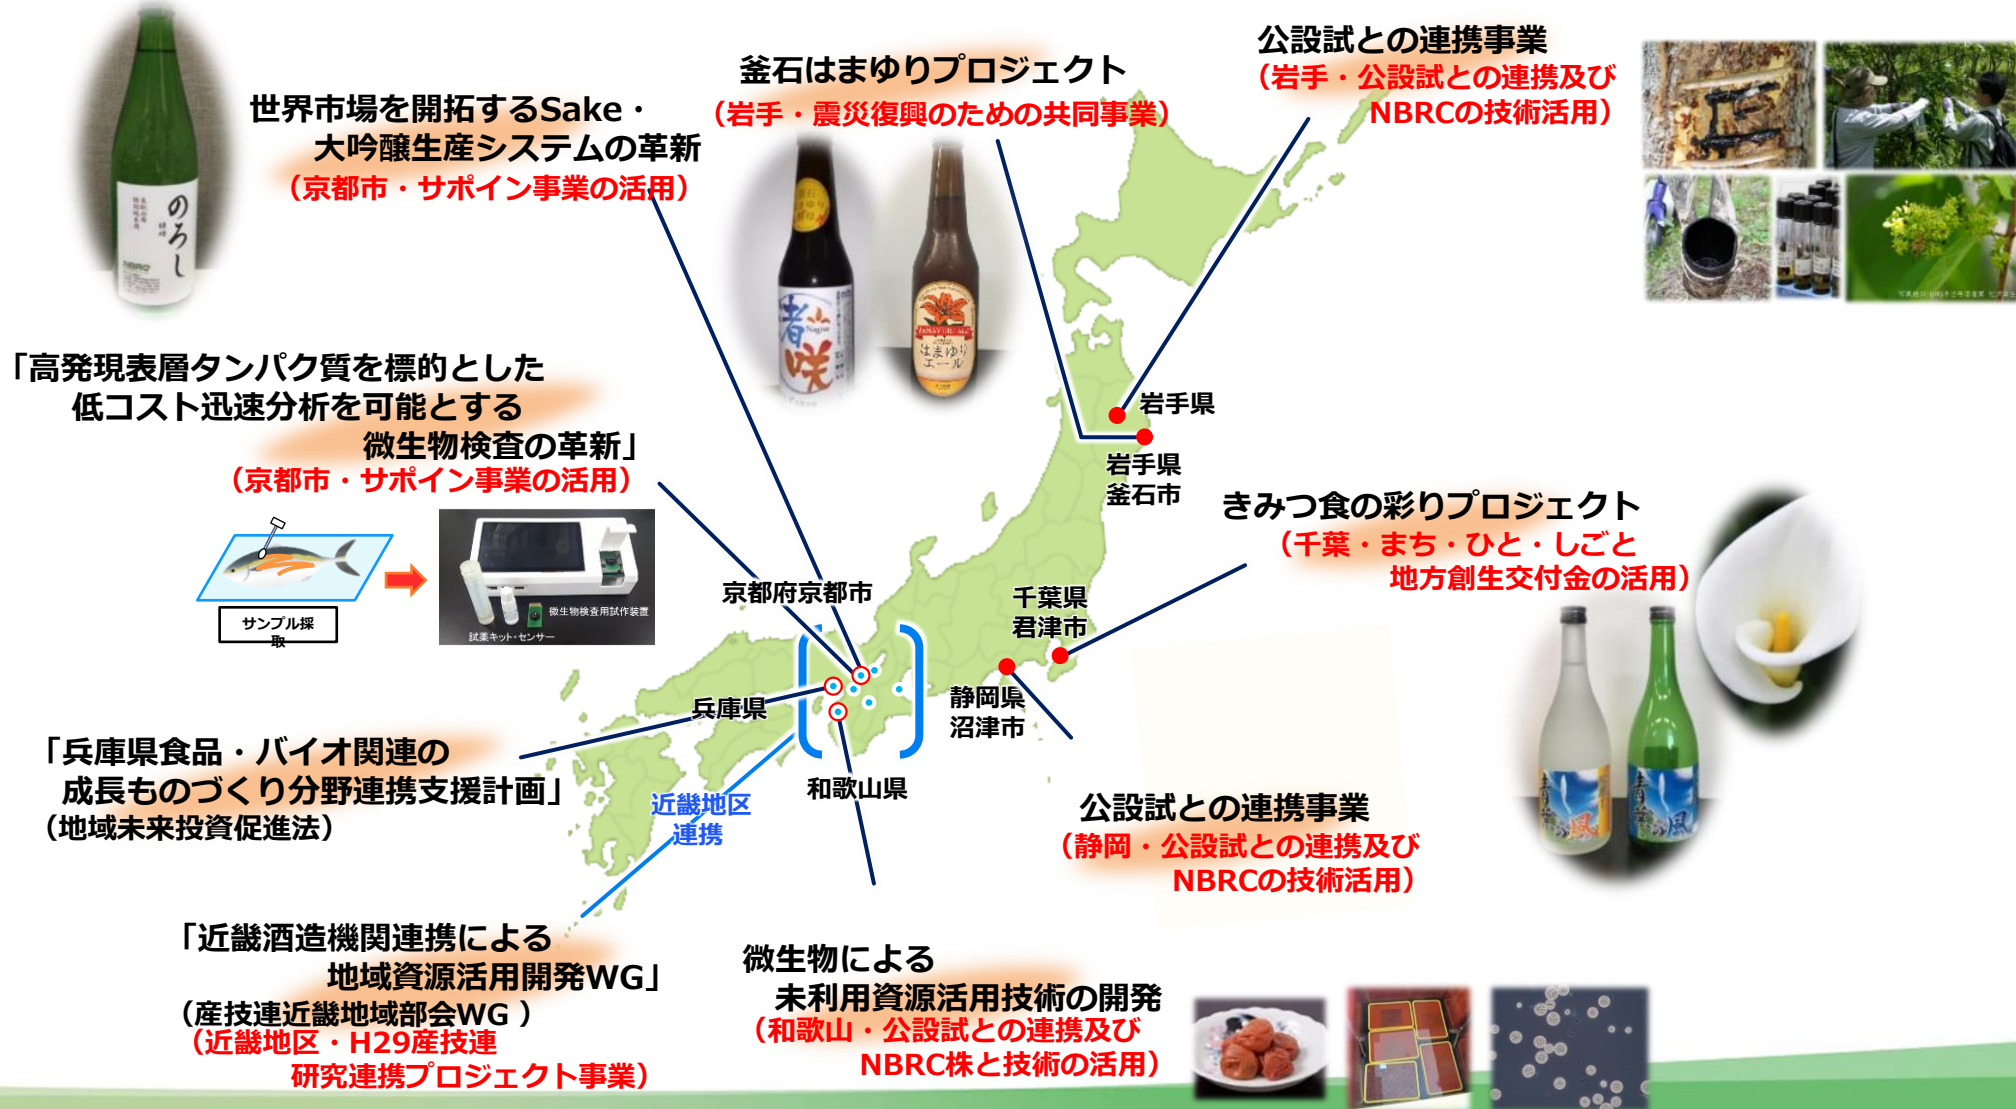 世界市場を開拓するSake・
大吟醸生産システムの革新
（京都市・サポイン事業の活用）
のろし
NBRC
釜石はまゆりプロジェクト
（岩手・震災復興のための共同事業）
渚咲
Nagisa
はまゆり
エール
公設試との連携事業
（岩手・公設試との連携及び
NBRCの技術活用）
「高発現表層タンパク質を標的とした
低コスト迅速分析を可能とする
微生物検査の革新」
（京都市・サポイン事業の活用）
サンプル採
取
微生物検査用試作装置
試薬キット・センサー
岩手県
岩手県
釜石市
きみつ食の彩りプロジェクト
（千葉・まち・ひと・しごと
地方創生交付金の活用）
京都府京都市
千葉県
君津市
兵庫県
静岡県
沼津市
和歌山県
近畿地区
連携
「兵庫県食品・バイオ関連の
成長ものづくり分野連携支援計画」
（地域未来投資促進法）
公設試との連携事業
（静岡・公設試との連携及び
NBRCの技術活用）
「近畿酒造機関連携による
地域資源活用開発WG」
（産技連近畿地域部会WG ）
（近畿地区・H29産技連
研究連携プロジェクト事業）
微生物による
未利用資源活用技術の開発
（和歌山・公設試との連携及び
NBRC株と技術の活用）